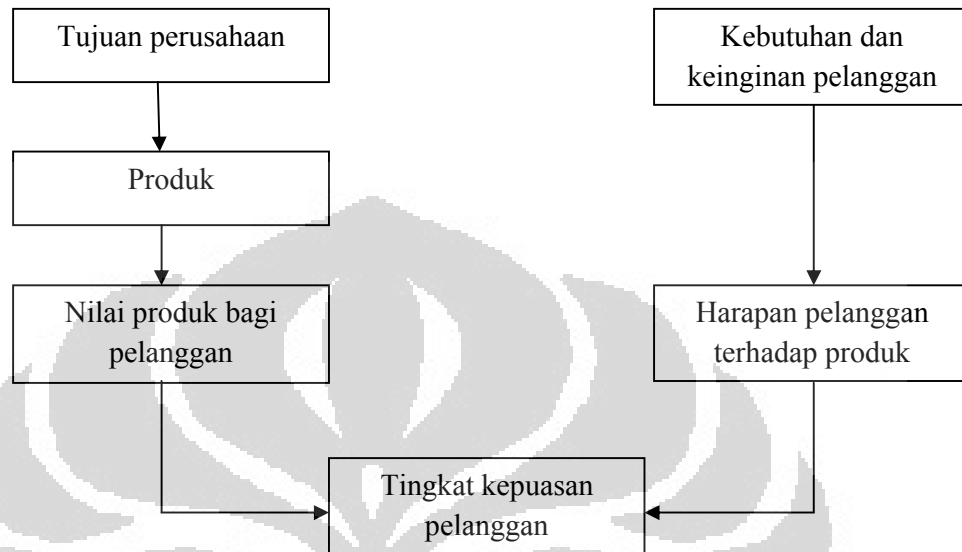 Tujuan perusahaan
Kebutuhan dan
keinginan pelanggan
Produk
Nilai produk bagi
pelanggan
Harapan pelanggan
terhadap produk
Tingkat kepuasan
pelanggan